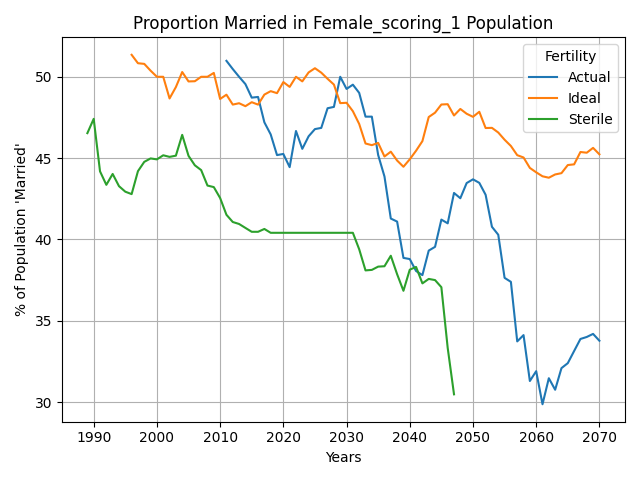 Proportion Married in Female_scoring_1 Population
% of Population 'Married'
50
45
40
35
30
Fertility
Actual
Ideal
Sterile
1990 2000 2010 2020 2030 2040 2050 2060 2070
Years